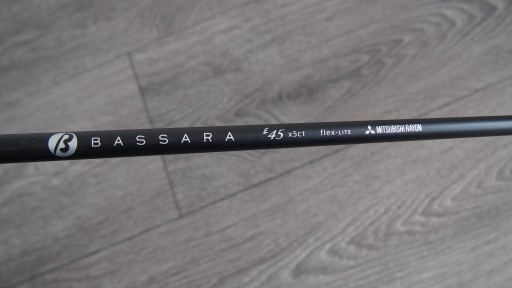 B BASSARA E45 x5ct flex-LITE MITSUBISHI RAYON